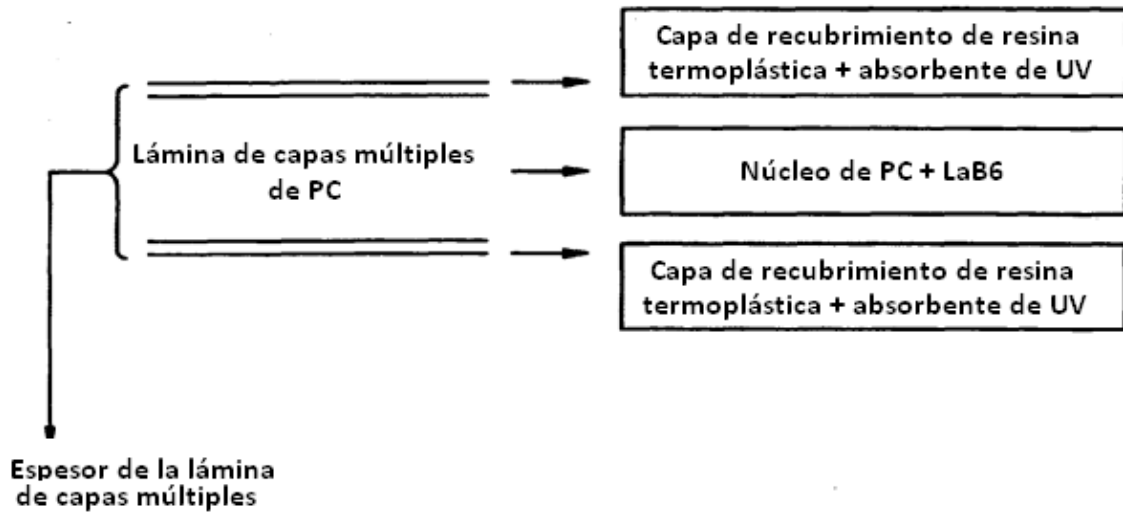 Capa de recubrimiento de resina
termoplástica + absorbente de UV
Lámina de capas múltiples
de PC
Núcleo de PC + LaB6
Capa de recubrimiento de resina
termoplástica + absorbente de UV
Espesor de la lámina
de capas múltiples